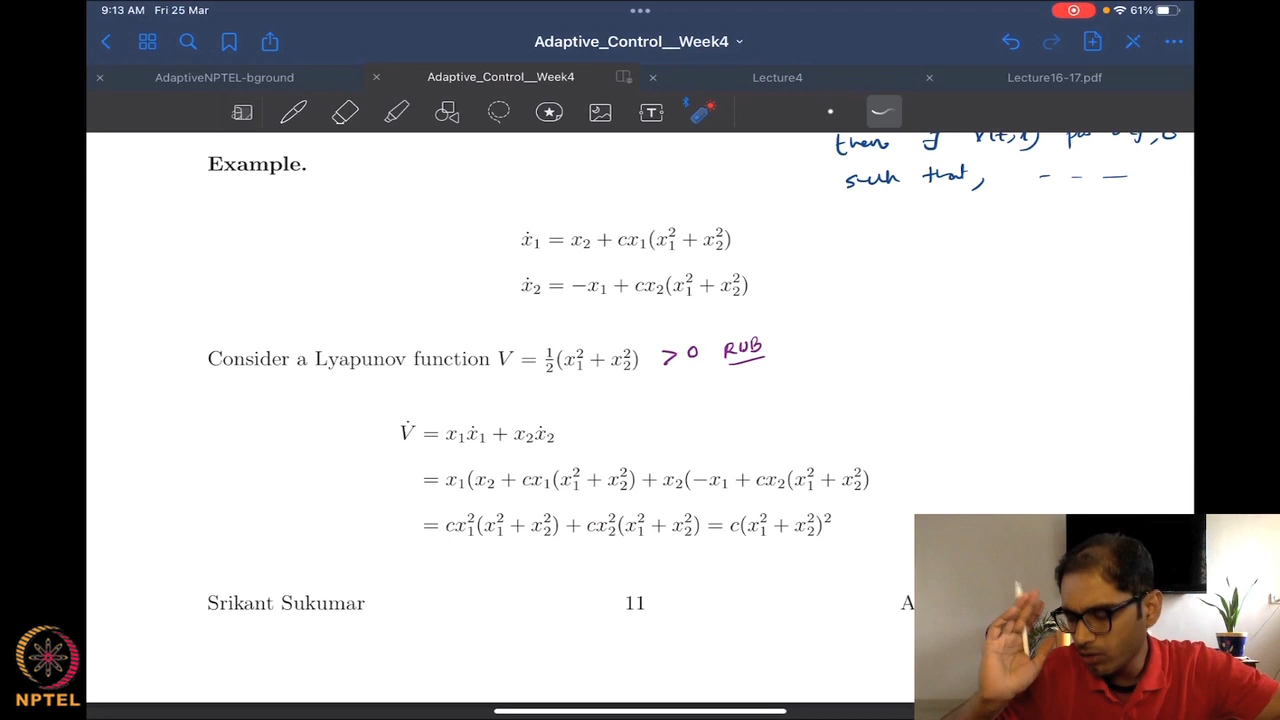 9:13 AM Fri 25 Mar
61%
Adaptive_Control__Week4
AdaptiveNPTEL-bground
Adaptive_Control__Week4
Lecture4
Lecture16-17.pdf
then
such that, - - —
Example.
ẋ₁ = x₂ + cx₁(x₁² + x₂²)
ẋ₂ = −x₁ + cx₂(x₁² + x₂²)
Consider a Lyapunov function V = ½(x₁² + x₂²) > 0 RUB
V̇ = x₁ẋ₁ + x₂ẋ₂
= x₁(x₂ + cx₁(x₁² + x₂²) + x₂(−x₁ + cx₂(x₁² + x₂²)
= cx₁²(x₁² + x₂²) + cx₂²(x₁² + x₂²) = c(x₁² + x₂²)²
Srikant Sukumar 11 A
NPTEL